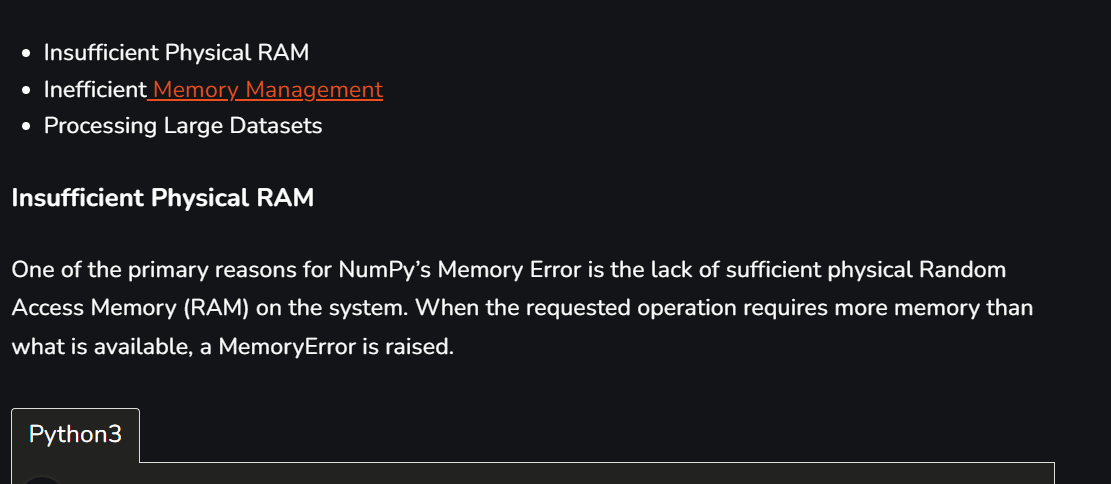 Insufficient Physical RAM
Inefficient Memory Management
Processing Large Datasets
Insufficient Physical RAM
One of the primary reasons for NumPy’s Memory Error is the lack of sufficient physical Random
Access Memory (RAM) on the system. When the requested operation requires more memory than
what is available, a MemoryError is raised.
Python3